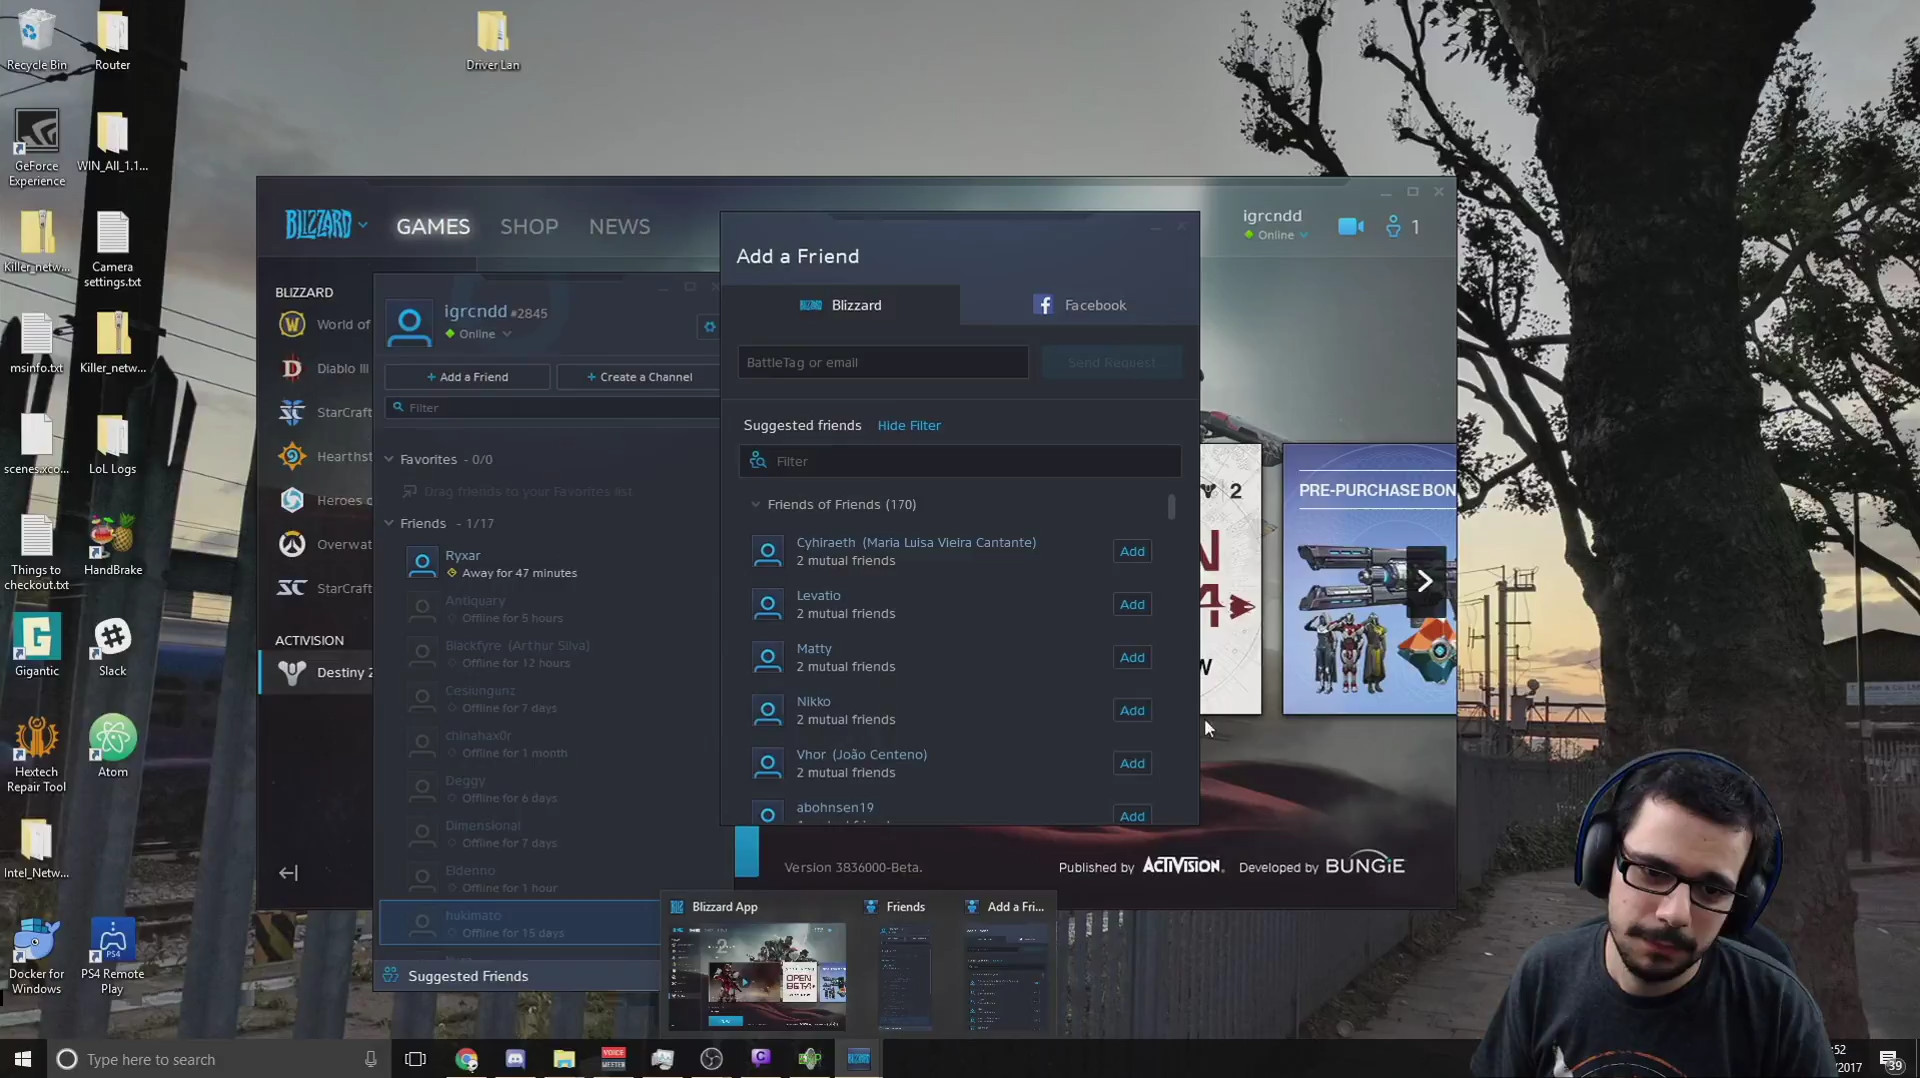 Recycle Bin
Router
Driver Lan
GeForce
Experience
WIN_All_1.1...
Killer_netw...
Camera
settings.txt
msinfo.txt
Killer_netw...
scenes.xco...
LoL Logs
Things to
checkout.txt
HandBrake
Gigantic
Slack
Hextech
Repair Tool
Atom
Intel_Netw...
Docker for
Windows
PS4
PS4 Remote
Play
BLIZZARD
GAMES
SHOP
NEWS
igrcndd
Online
1
BLIZZARD
World of
Diablo III
StarCraft
Hearthst
Heroes o
Overwat
StarCraft
ACTIVISION
Destiny 2
igrcndd #2845
Online
+ Add a Friend
+ Create a Channel
Filter
Favorites - 0/0
Drag friends to your Favorites list.
Friends - 1/17
Ryxar
Away for 47 minutes
Antiquary
Offline for 5 hours
Blackfyre (Arthur Silva)
Offline for 12 hours
Cesiungunz
Offline for 7 days
chinahax0r
Offline for 1 month
Deggy
Offline for 6 days
Dimensional
Offline for 7 days
Eldenno
Offline for 1 hour
hukimato
Offline for 15 days
Suggested Friends
Add a Friend
Blizzard
Facebook
BattleTag or email
Send Request
Suggested friends Hide Filter
Filter
Friends of Friends (170)
Cyhiraeth (Maria Luisa Vieira Cantante)
2 mutual friends
Add
Levatio
2 mutual friends
Add
Matty
2 mutual friends
Add
Nikko
2 mutual friends
Add
Vhor (João Centeno)
2 mutual friends
Add
abohnsen19
Add
2
PRE-PURCHASE BON
W
Version 3836000-Beta.
Published by ACTIVISION. Developed by BUNGiE
Blizzard App
Friends
Add a Fri...
OPEN
BETA
Type here to search
VOICE
:52
/2017
39